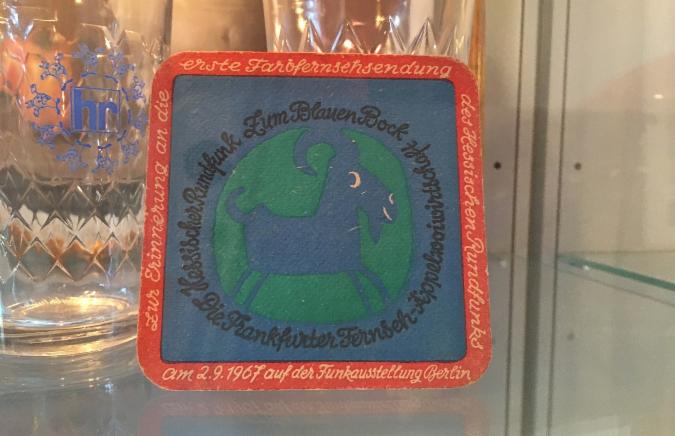 hr
Zur Erinnerung an die
erste Farbfernsehsendung
des Hessischen Rundfunks
am 2.9.1967 auf der Funkausstellung Berlin
Hessischer Rundfunk Zum Blauen Bock
Die Frankfurter Fernseh-Äppelwoiwirtschaft